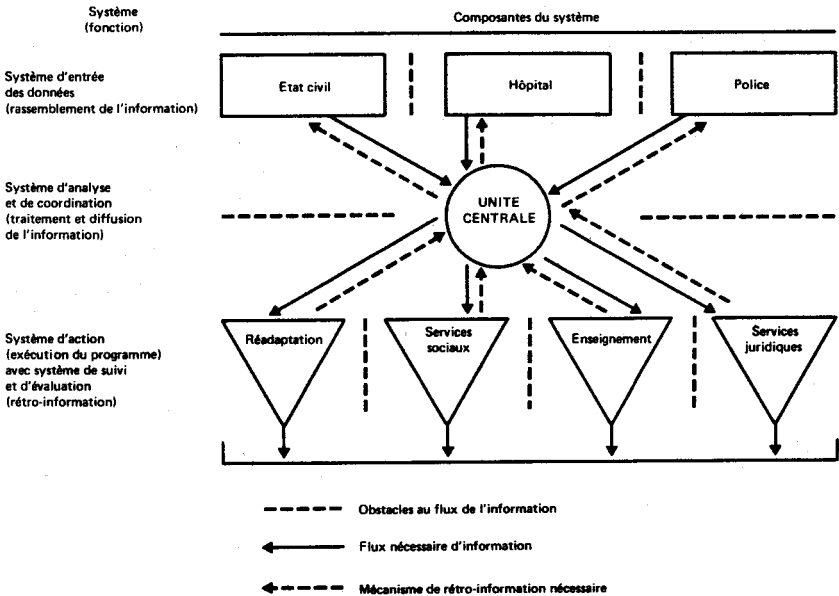 Système
(fonction)
Composantes du système
Système d'entrée
des données
(rassemblement de l'information)
Etat civil
Hôpital
Police
Système d'analyse
et de coordination
(traitement et diffusion
de l'information)
UNITE
CENTRALE
Système d'action
(exécution du programme)
avec système de suivi
et d'évaluation
(rétro-information)
Réadaptation
Services
sociaux
Enseignement
Services
juridiques
Obstacles au flux de l'information
Flux nécessaire d'information
Mécanisme de rétro-information nécessaire